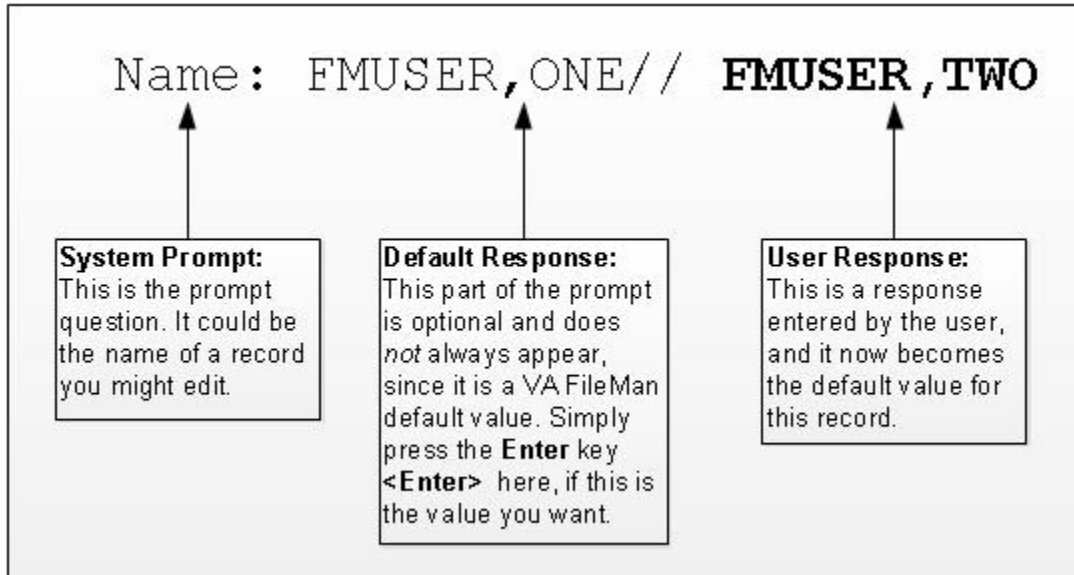 Name: FMUSER,ONE// FMUSER,TWO
System Prompt:
This is the prompt
question. It could be
the name of a record
you might edit.
Default Response:
This part of the prompt
is optional and does
not always appear,
since it is a VA FileMan
default value. Simply
press the Enter key
<Enter> here, if this is
the value you want.
User Response:
This is a response
entered by the user,
and it now becomes
the default value for
this record.